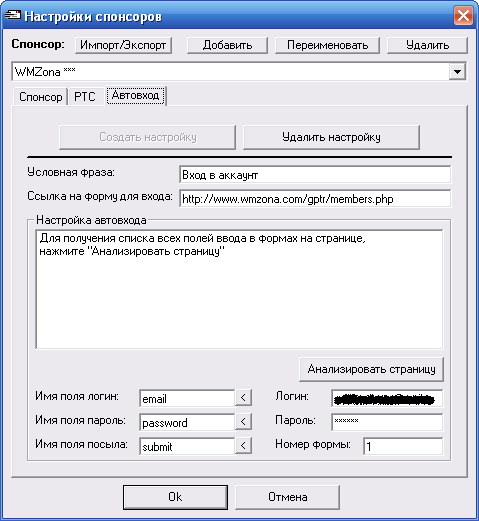 Настройки спонсоров
Спонсор: Импорт/Экспорт Добавить Переименовать Удалить
WMZona ***
Спонсор PTC Автовход
Создать настройку Удалить настройку
Условная фраза: Вход в аккаунт
Ссылка на форму для входа: http://www.wmzona.com/gptr/members.php
Настройка автовхода
Для получения списка всех полей ввода в формах на странице,
нажмите "Анализировать страницу"
Анализировать страницу
Имя поля логин: email < Логин:
Имя поля пароль: password < Пароль: ******
Имя поля посыла: submit < Номер формы: 1
Ok Отмена